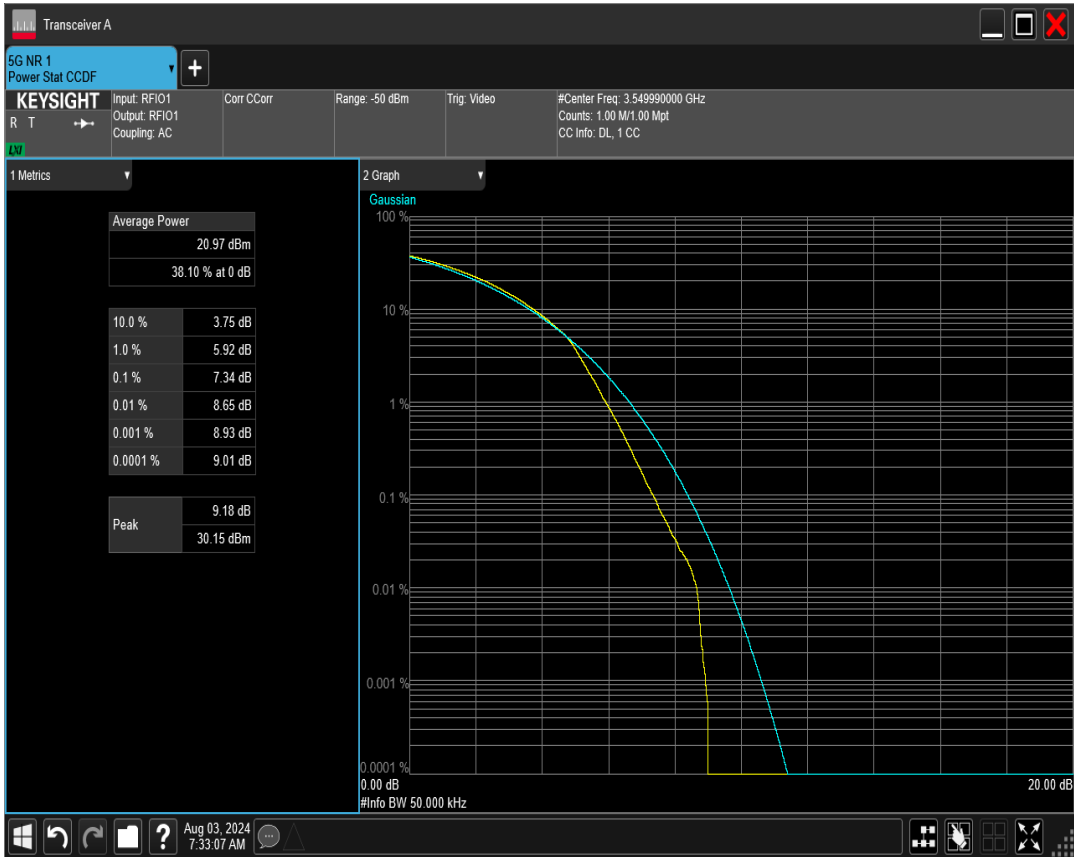 Transceiver A
5G NR 1
Power Stat CCDF
+
KEYSIGHT
R T
LXI
Input: RFIO1
Output: RFIO1
Coupling: AC
Corr CCorr
Range: -50 dBm
Trig: Video
#Center Freq: 3.549990000 GHz
Counts: 1.00 M/1.00 Mpt
CC Info: DL, 1 CC
1 Metrics
Average Power
20.97 dBm
38.10 % at 0 dB
10.0 % 3.75 dB
1.0 % 5.92 dB
0.1 % 7.34 dB
0.01 % 8.65 dB
0.001 % 8.93 dB
0.0001 % 9.01 dB
Peak 9.18 dB
30.15 dBm
2 Graph
Gaussian
100 %
10 %
1 %
0.1 %
0.01 %
0.001 %
0.0001 %
0.00 dB 20.00 dB
#Info BW 50.000 kHz
?
Aug 03, 2024
7:33:07 AM